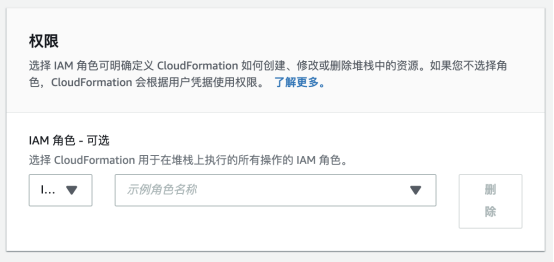 权限
选择 IAM 角色可明确定义 CloudFormation 如何创建、修改或删除堆栈中的资源。如果您不选择角
色，CloudFormation 会根据用户凭据使用权限。 了解更多。
IAM 角色 - 可选
选择 CloudFormation 用于在堆栈上执行的所有操作的 IAM 角色。
I... 示例角色名称 删
除